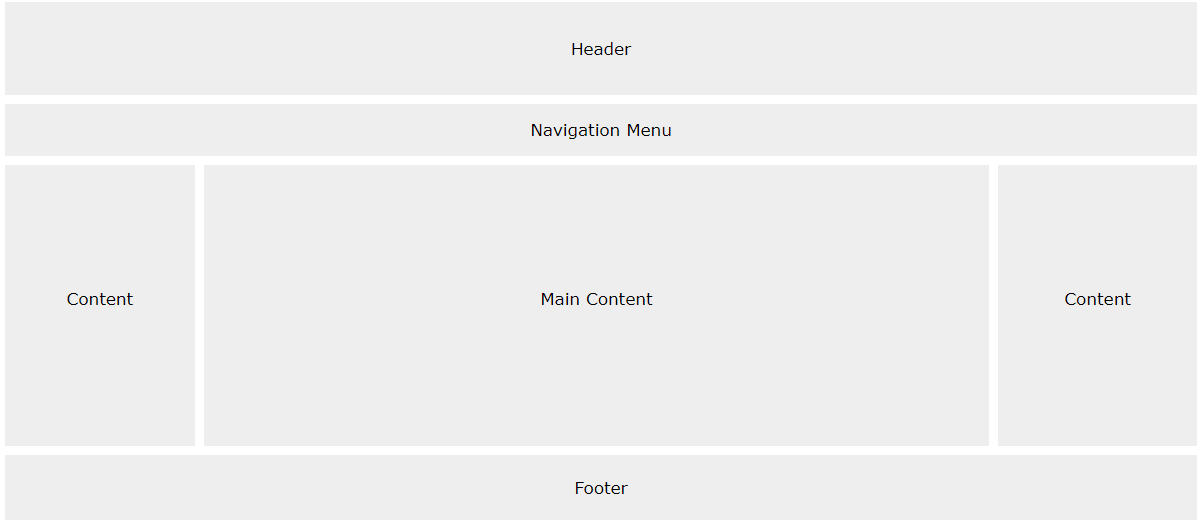 Header
Navigation Menu
Content
Main Content
Content
Footer